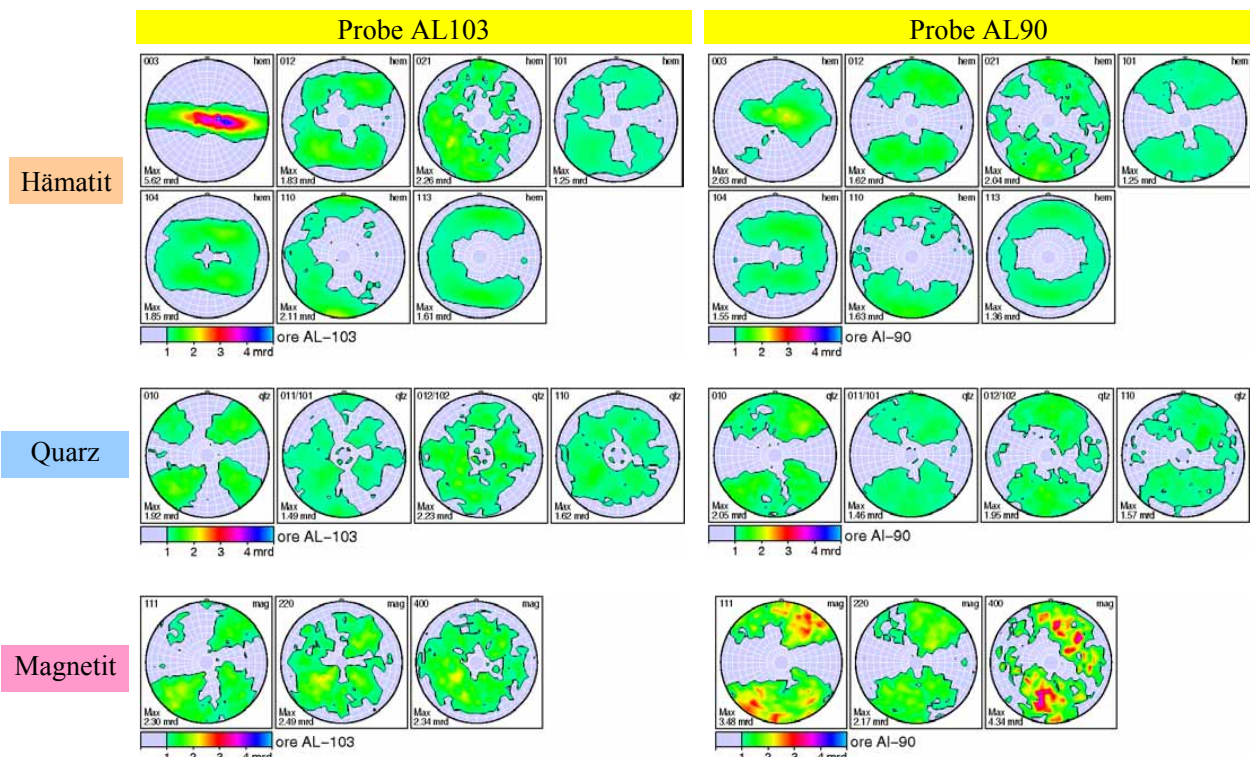 Probe AL103
Probe AL90
003 hem 012 hem 021 hem 101 hem
003 hem 012 hem 021 hem 101 hem
Max Max Max Max
5.62 mrd 1.83 mrd 2.26 mrd 1.25 mrd
Max Max Max Max
2.63 mrd 1.62 mrd 2.04 mrd 1.25 mrd
Hämatit
104 hem 110 hem 113 hem
104 hem 110 hem 113 hem
Max Max Max
1.85 mrd 2.11 mrd 1.61 mrd
Max Max Max
1.55 mrd 1.63 mrd 1.36 mrd
ore AL-103
1 2 3 4 mrd
ore Al-90
1 2 3 4 mrd
010 qtz 011/101 qtz 012/102 qtz 110 qtz
010 qtz 011/101 qtz 012/102 qtz 110 qtz
Quarz
Max Max Max Max
1.92 mrd 1.49 mrd 2.23 mrd 1.62 mrd
Max Max Max Max
2.05 mrd 1.46 mrd 1.95 mrd 1.57 mrd
ore AL-103
1 2 3 4 mrd
ore Al-90
1 2 3 4 mrd
111 mag 220 mag 400 mag
111 mag 220 mag 400 mag
Magnetit
Max Max Max
2.30 mrd 2.49 mrd 2.34 mrd
Max Max Max
3.48 mrd 2.17 mrd 4.34 mrd
ore AL-103
1 2 3 4 mrd
ore Al-90
1 2 3 4 mrd